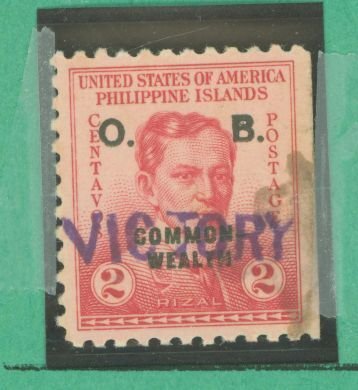 UNITED STATES OF AMERICA
PHILIPPINE ISLANDS
CENTAVOS
POSTAGE
O. B.
VICTORY
COMMON-
WEALTH
2 2
RIZAL